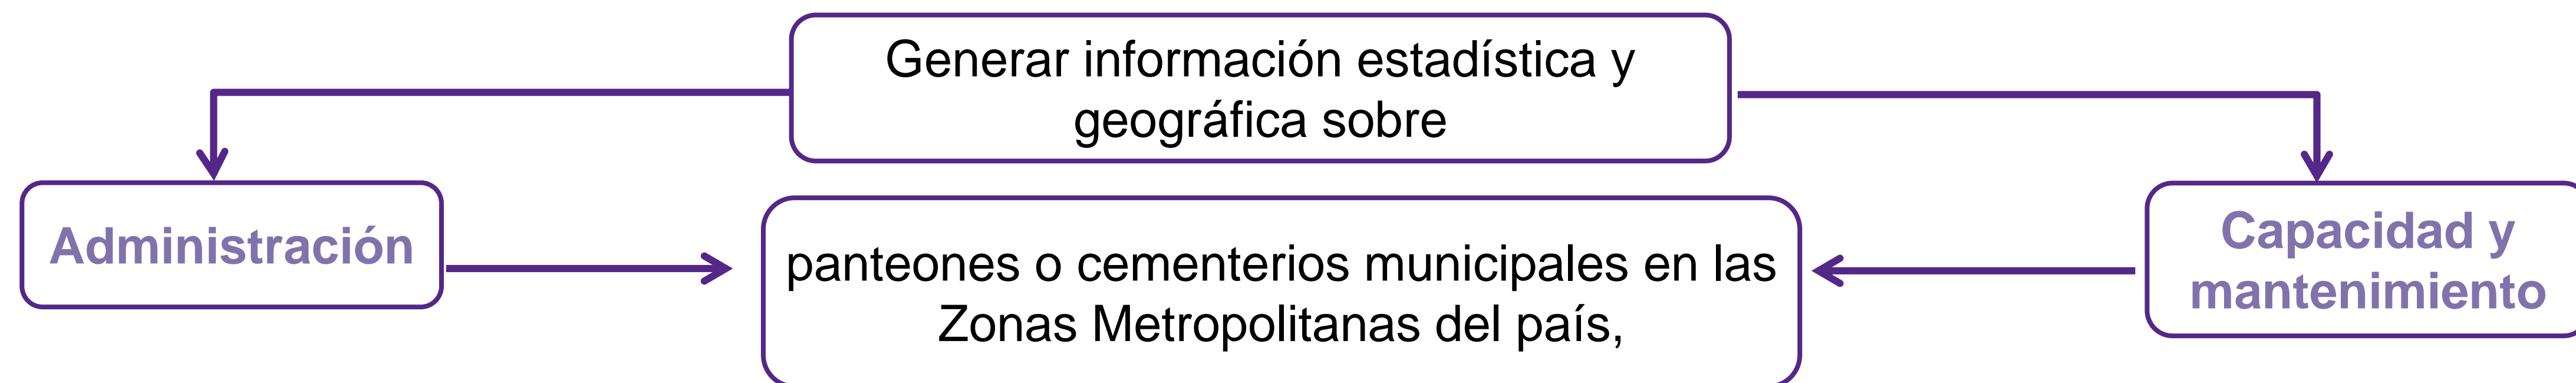 Generar información estadística y
geográfica sobre
Administración
Capacidad y
mantenimiento
panteones o cementerios municipales en las
Zonas Metropolitanas del país,